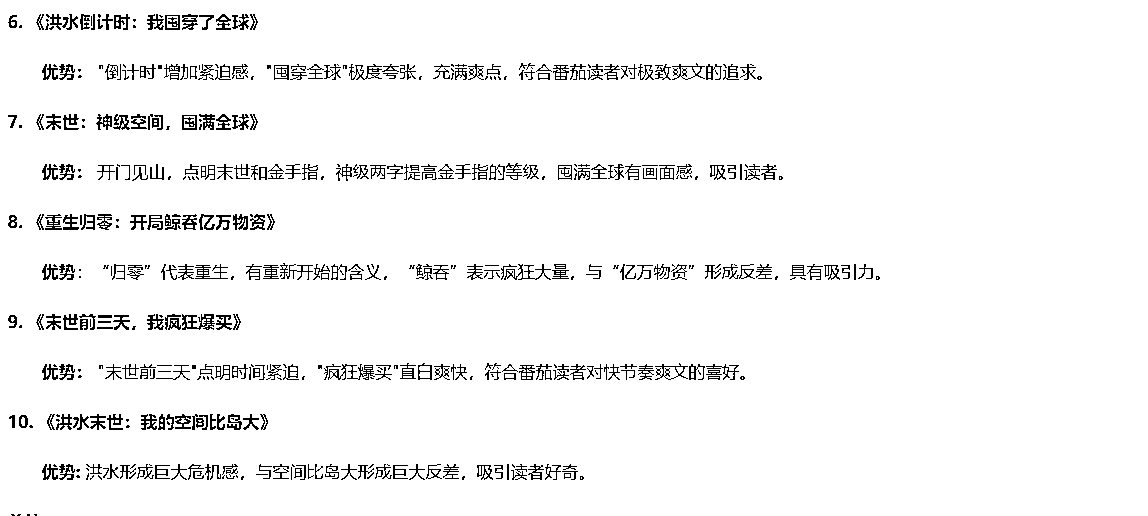 6. 《洪水倒计时：我囤穿了全球》
优势： "倒计时"增加紧迫感，"囤穿全球"极度夸张，充满爽点，符合番茄读者对极致爽文的追求。
7. 《末世：神级空间，囤满全球》
优势： 开门见山，点明末世和金手指，神级两字提高金手指的等级，囤满全球有画面感，吸引读者。
8. 《重生归零：开局鲸吞亿万物资》
优势： “归零”代表重生，有重新开始的含义， “鲸吞”表示疯狂大量，与“亿万物资”形成反差，具有吸引力。
9. 《末世前三天，我疯狂爆买》
优势： "末世前三天"点明时间紧迫，"疯狂爆买"直白爽快，符合番茄读者对快节奏爽文的喜好。
10. 《洪水末世：我的空间比岛大》
优势: 洪水形成巨大危机感，与空间比岛大形成巨大反差，吸引读者好奇。